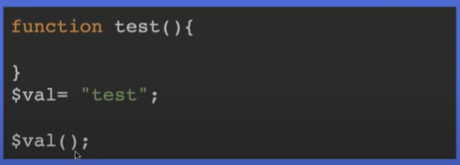 function test(){
}
$val= "test";
$val();